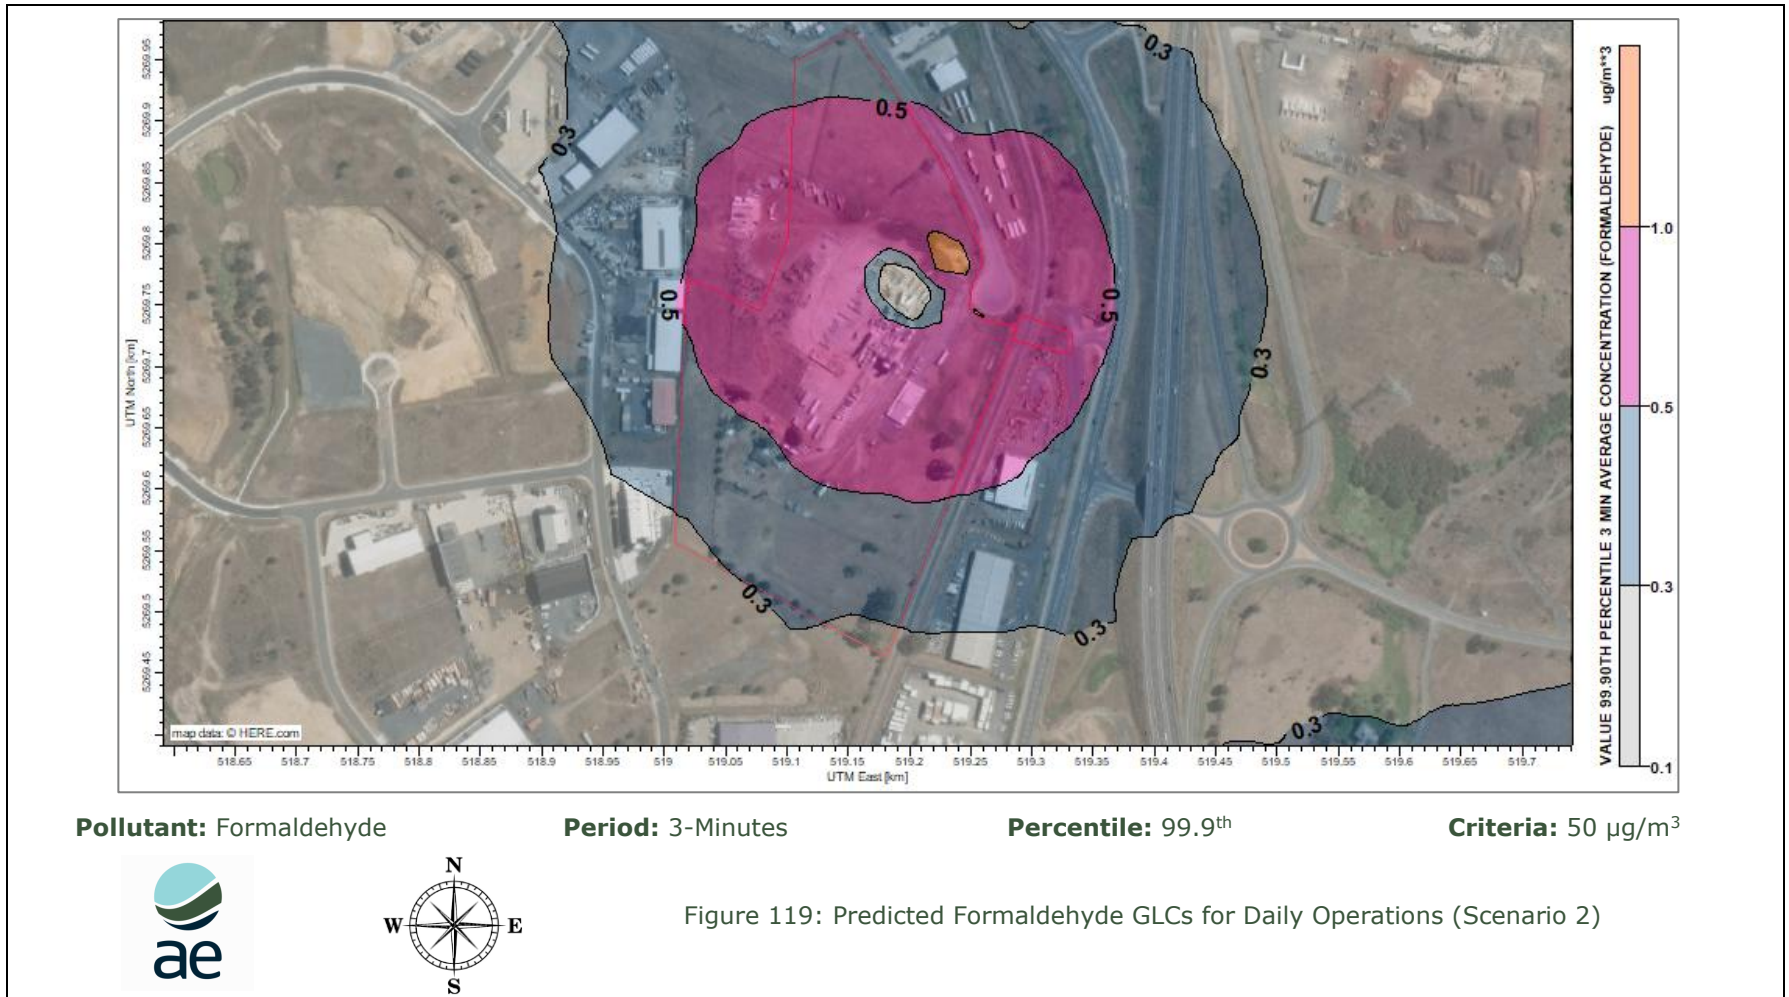 0.3
0.5
0.3
0.5
0.5
0.3
0.3
0.3
0.3
5269.95
5269.9
5269.85
5269.8
5269.75
5269.7
5269.65
5269.6
5269.55
5269.5
5269.45
UTM North [km]
map data: © HERE.com
518.65 518.7 518.75 518.8 518.85 518.9 518.95 519 519.05 519.1 519.15 519.2 519.25 519.3 519.35 519.4 519.45 519.5 519.55 519.6 519.65 519.7
UTM East [km]
VALUE 99.90TH PERCENTILE 3 MIN AVERAGE CONCENTRATION (FORMALDEHYDE) ug/m**3
1.0
0.5
0.3
0.1
Pollutant: Formaldehyde Period: 3-Minutes Percentile: 99.9th Criteria: 50 µg/m3
ae
N
W E
S
Figure 119: Predicted Formaldehyde GLCs for Daily Operations (Scenario 2)